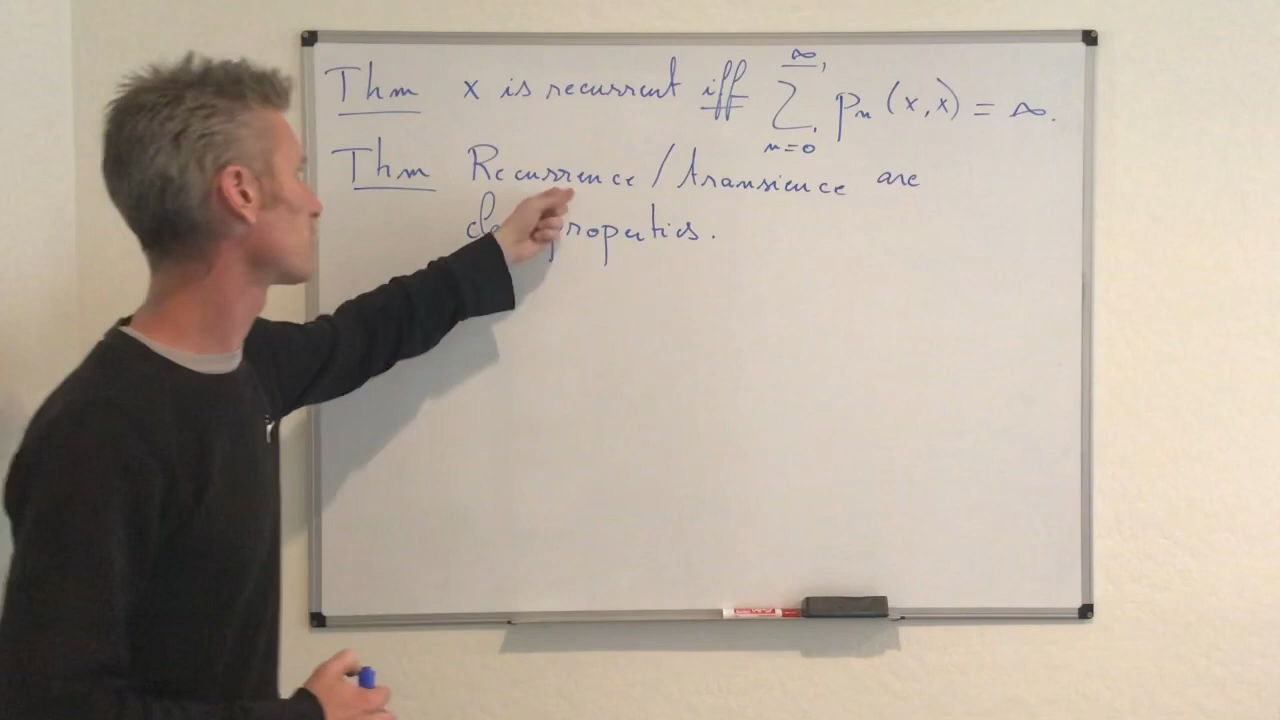 Thm x is recurrent iff ∑_{n=0}^{∞} p_n(x,x) = ∞.
Thm Recurrence/transience are
properties.